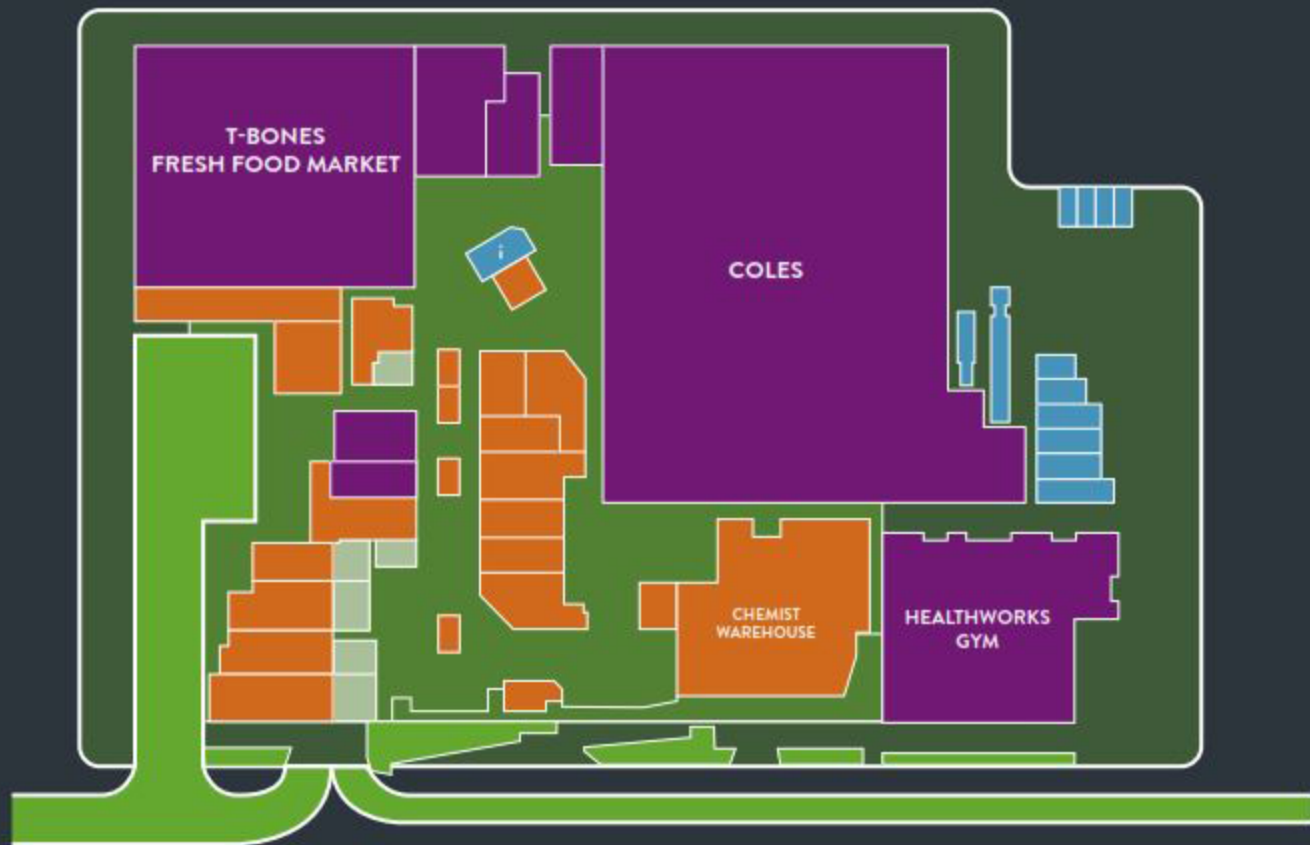 T-BONES
FRESH FOOD MARKET
i
COLES
CHEMIST
WAREHOUSE
HEALTHWORKS
GYM